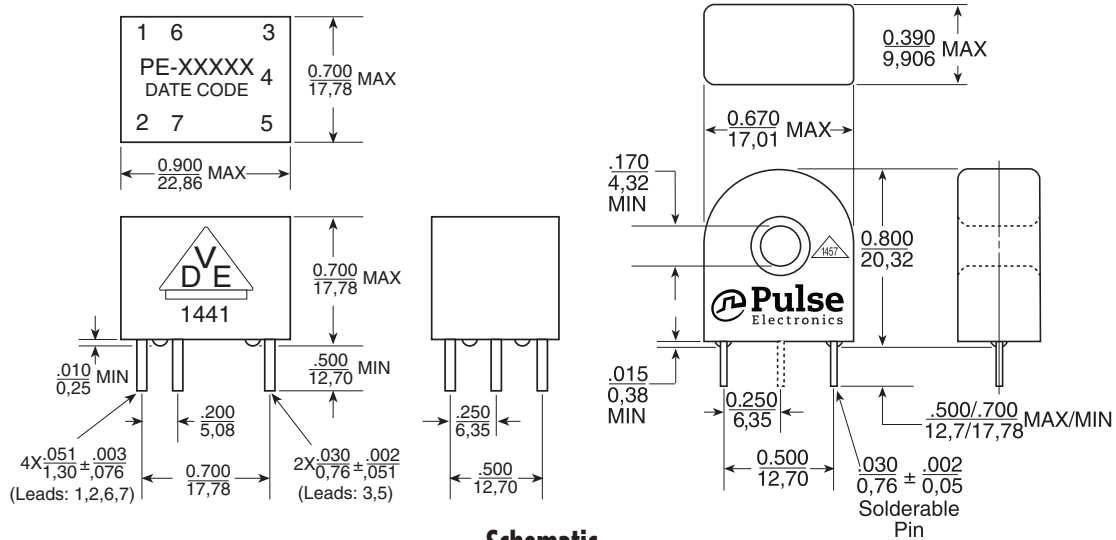 1 6 3
PE-XXXXX
4
DATE CODE
2 7 5
0.700
17,78 MAX
0.900
22,86 MAX
V
D E
1441
0.700
17,78 MAX
.010
0,25 MIN
.500
12,70 MIN
.200
5,08
4X .051 ± .003
1,30 ,076
(Leads: 1,2,6,7)
0.700
17,78
2X .030 ± .002
0,76 ,051
(Leads: 3,5)
.250
6,35
.500
12,70
0.390
9,906 MAX
0.670
17,01 MAX
.170
4,32
MIN
1457
0.800
20,32
Pulse
Electronics
.015
0,38
MIN
0.250
6,35
0.500
12,70
.500/.700
12,7/17,78 MAX/MIN
.030 ± .002
0,76 0,05
Solderable
Pin
Schematic